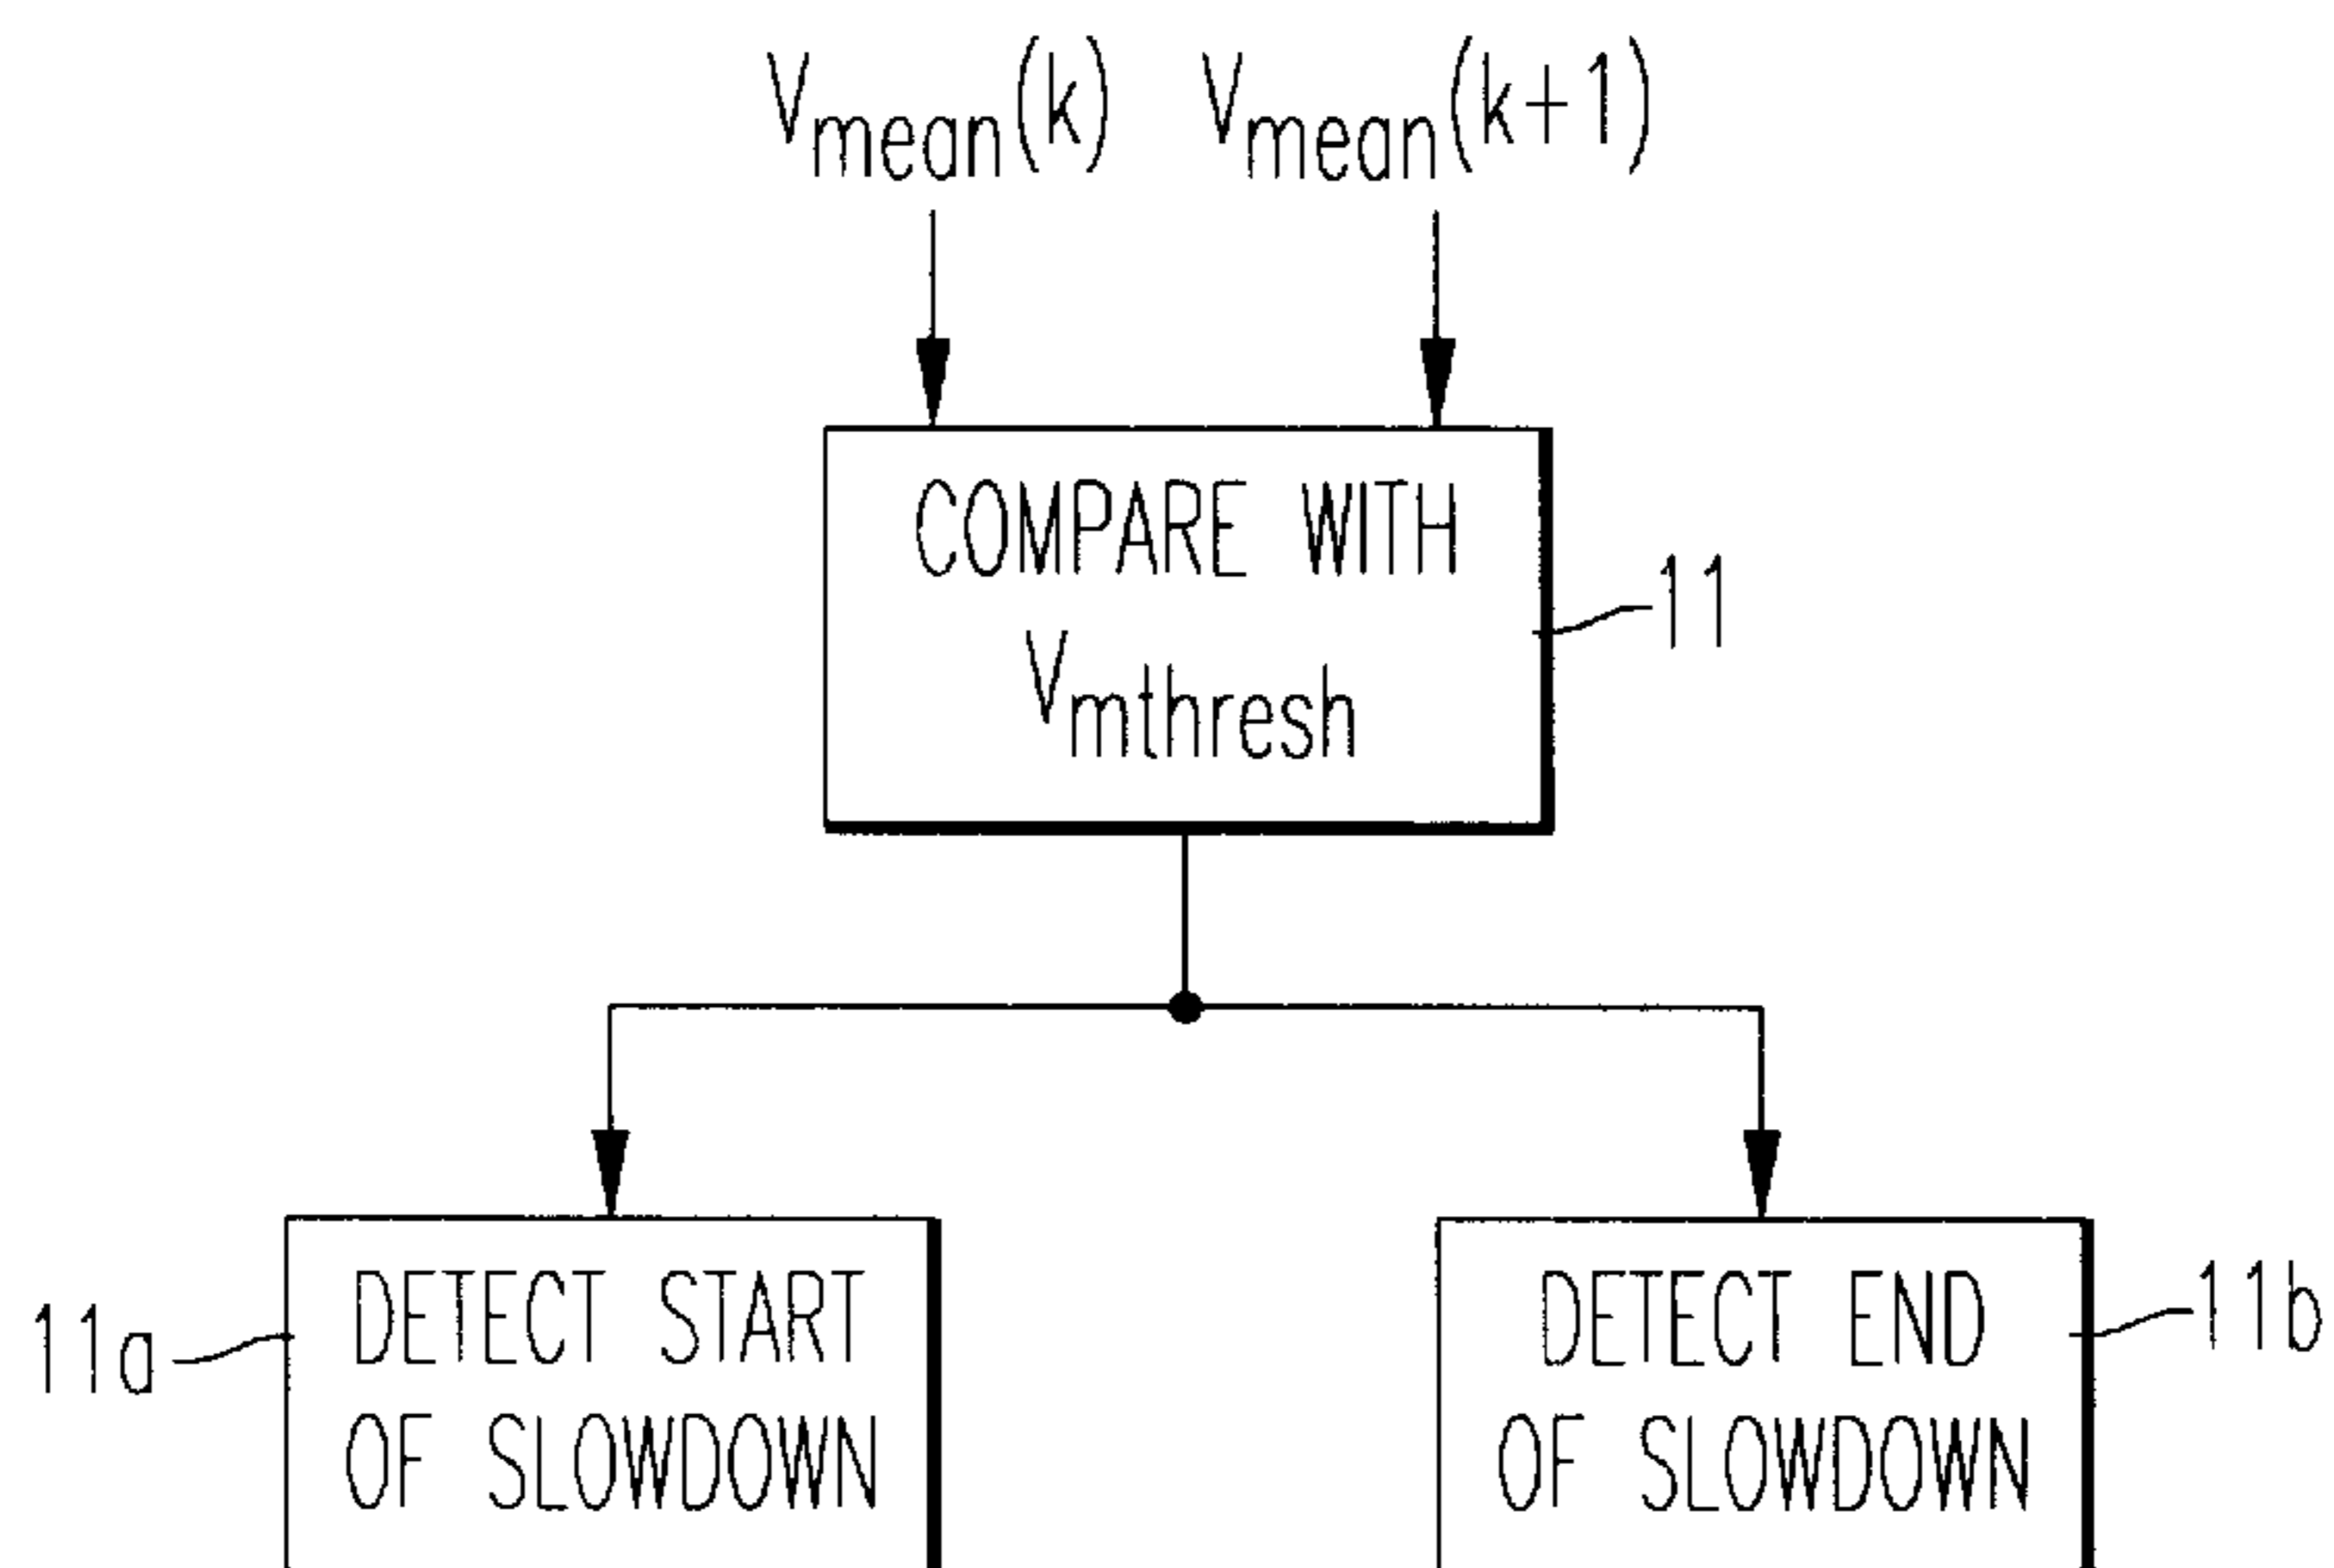 Vmean(k) Vmean(k+1)
COMPARE WITH
Vmthresh
11
DETECT START
OF SLOWDOWN
11a
DETECT END
OF SLOWDOWN
11b